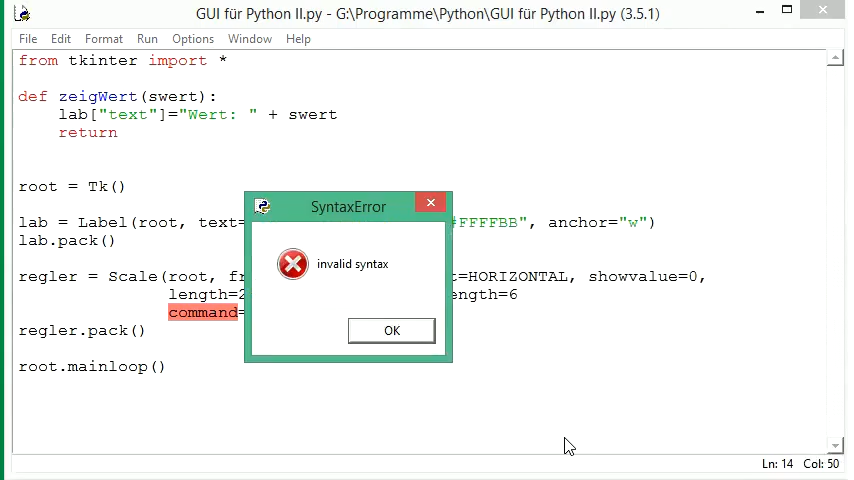 GUI für Python II.py - G:\Programme\Python\GUI für Python II.py (3.5.1)
File Edit Format Run Options Window Help
from tkinter import *
def zeigWert(swert):
lab["text"]="Wert: " + swert
return
root = Tk()
SyntaxError
lab = Label(root, text= #FFFFBB", anchor="w")
lab.pack()
invalid syntax
regler = Scale(root, fr t=HORIZONTAL, showvalue=0,
length=2 ength=6
command=
regler.pack()
OK
root.mainloop()
Ln: 14 Col: 50